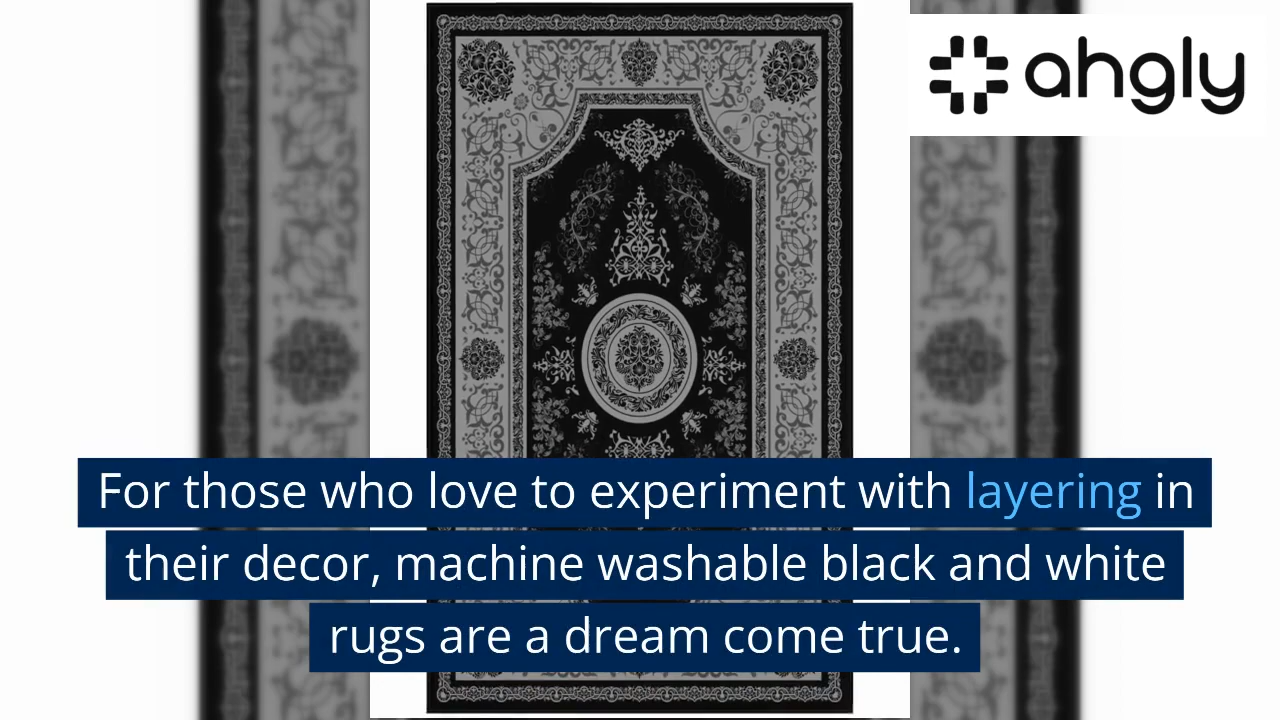 ahgly
For those who love to experiment with layering in
their decor, machine washable black and white
rugs are a dream come true.